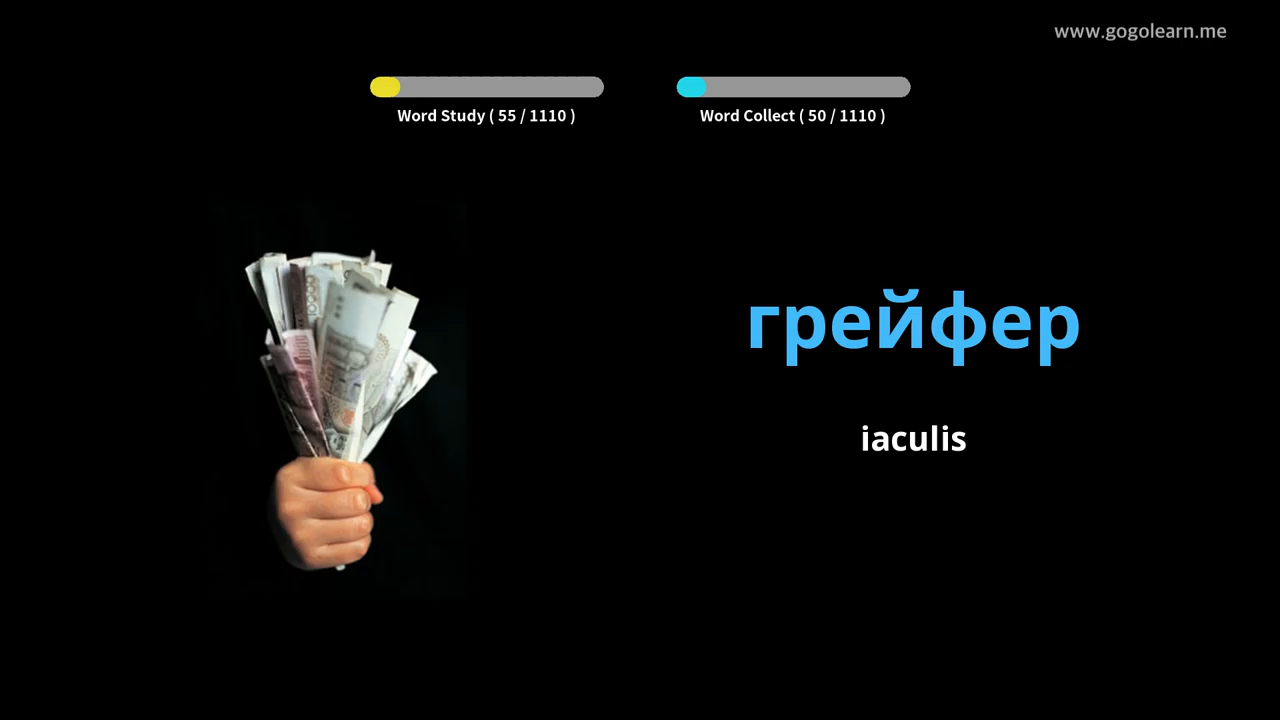 www.gogolearn.me
Word Study ( 55 / 1110 )
Word Collect ( 50 / 1110 )
грейфер
iaculis